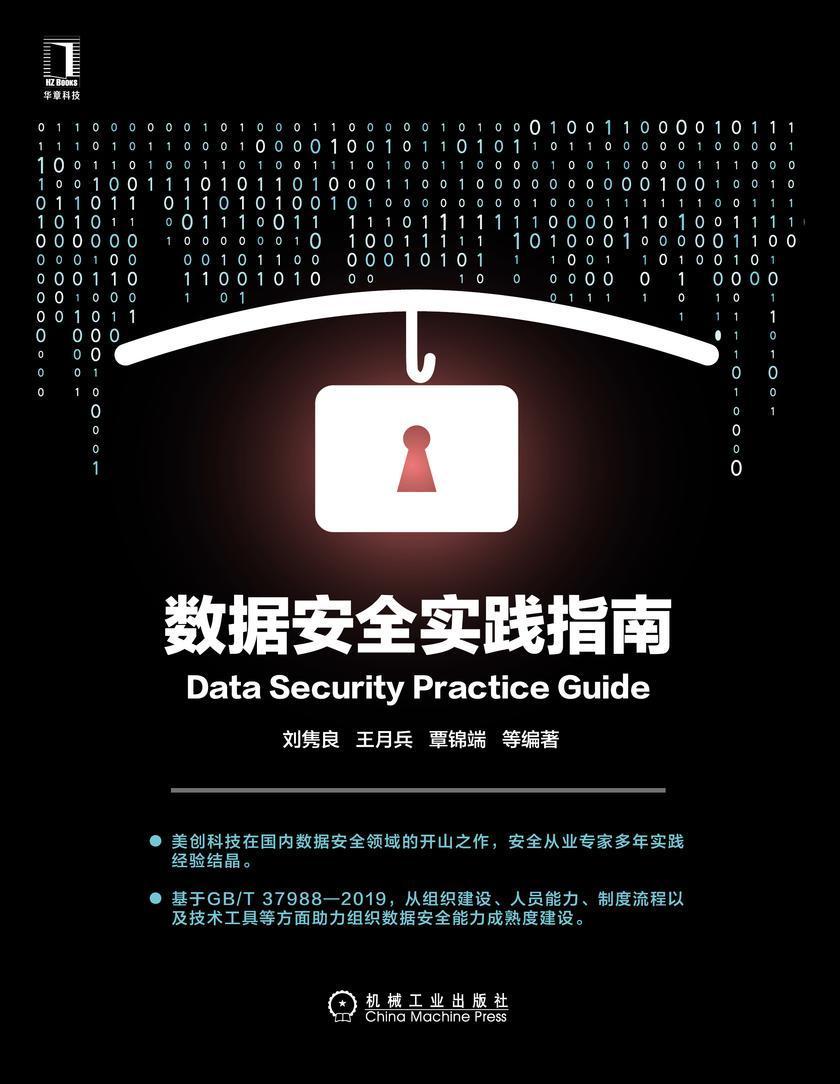 HZ BOOKS
华章科技
数据安全实践指南
Data Security Practice Guide
刘隽良 王月兵 覃锦端 等编著
美创科技在国内数据安全领域的开山之作，安全从业专家多年实践
经验结晶。
基于GB/T 37988—2019，从组织建设、人员能力、制度流程以
及技术工具等方面助力组织数据安全能力成熟度建设。
机械工业出版社
China Machine Press